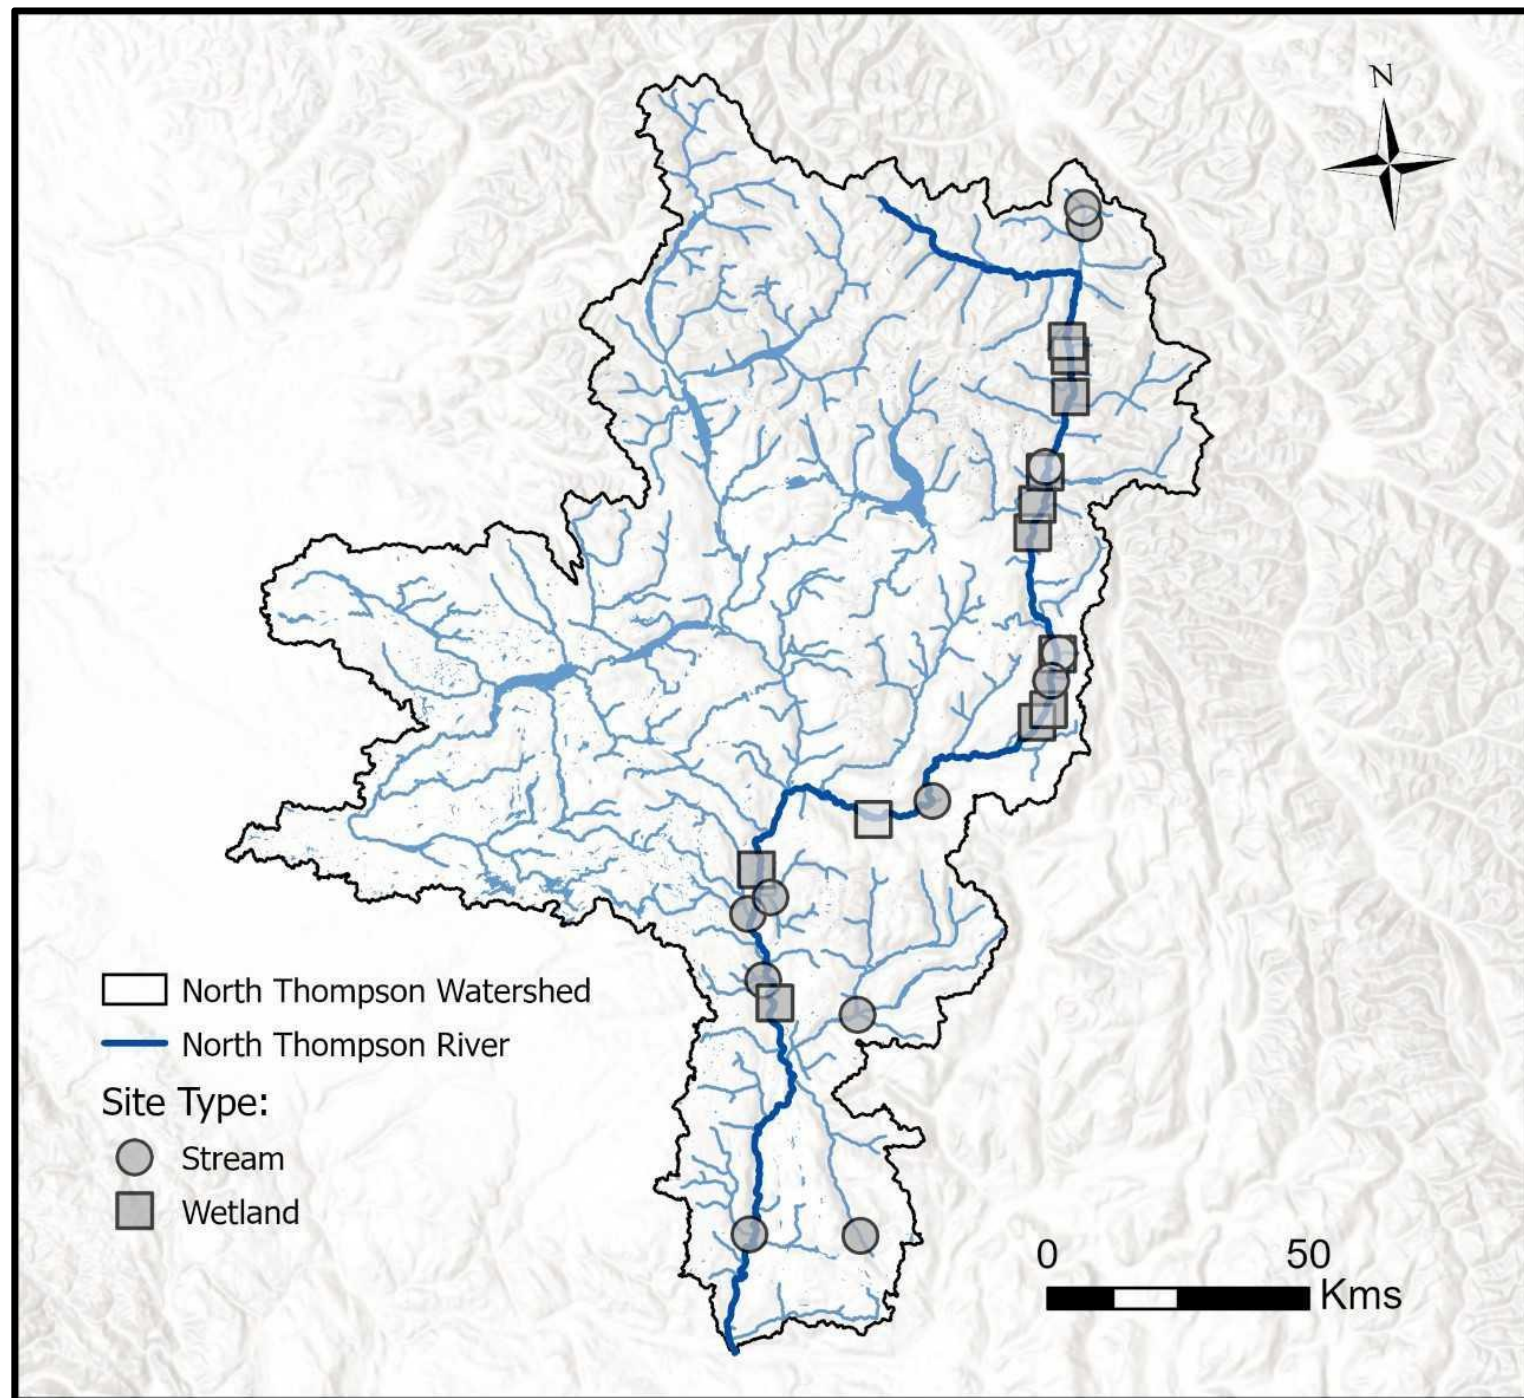 N
North Thompson Watershed
North Thompson River
Site Type:
Stream
Wetland
0 50
Kms